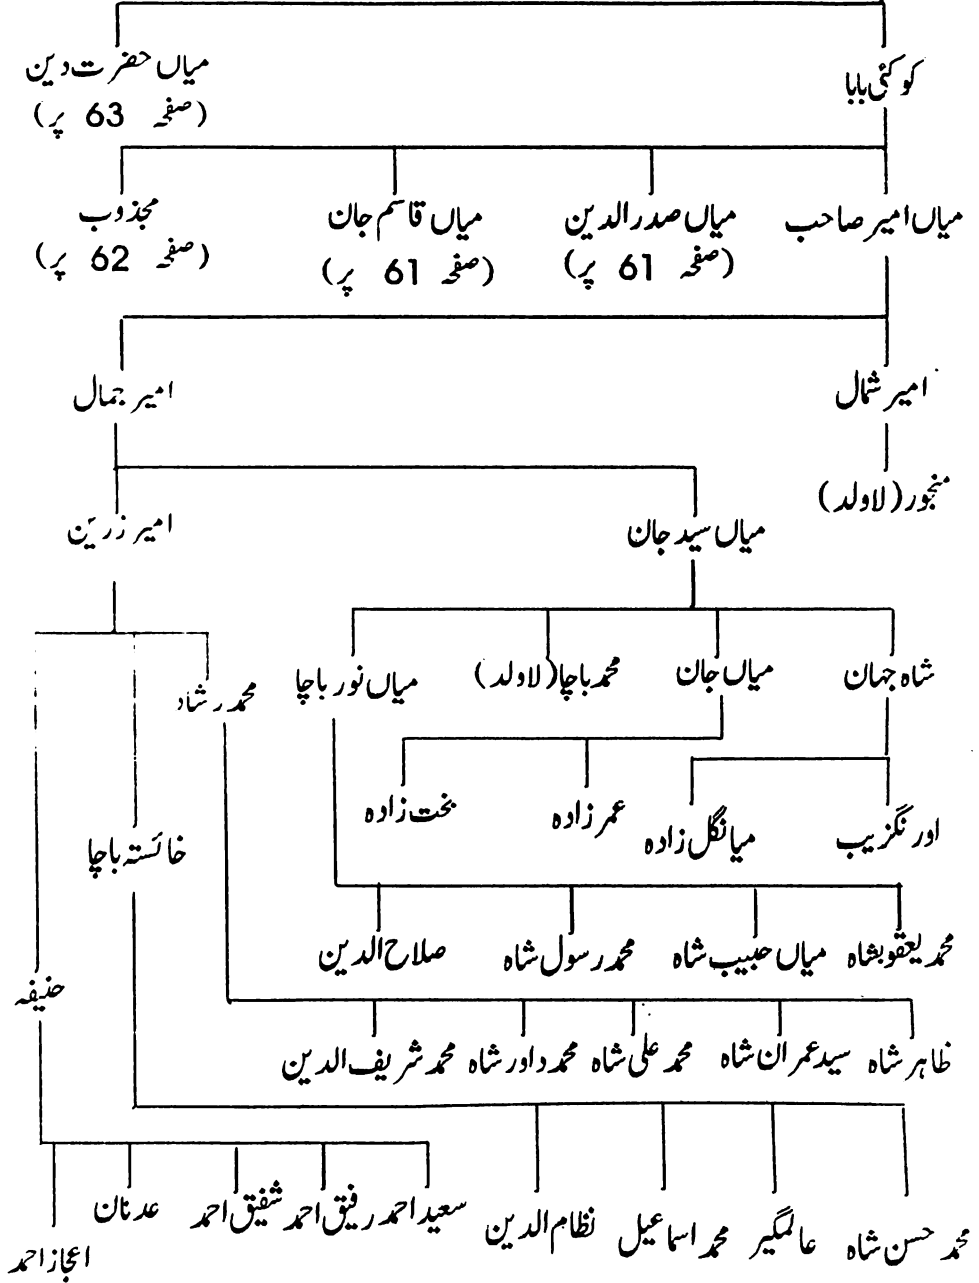 کوکئی بابا میاں حضرت دین
(صفحہ 63 پر)
میاں امیر صاحب میاں صدر الدین میاں قاسم جان مجذوب
(صفحہ 61 پر) (صفحہ 61 پر) (صفحہ 62 پر)
امیر شمال امیر جمال
منجور (لاولد)
میاں سید جان امیر زرین
شاہ جہان میاں جان محمد باچا (لاولد) میاں نور باچا محمد رشاد
اورنگزیب میانگل زادہ عمر زادہ بخت زادہ
خائستہ باچا
محمد یعقوبشاہ میاں حبیب شاہ محمد رسول شاہ صلاح الدین
حنیفہ
ظاہر شاہ سید عمران شاہ محمد علی شاہ محمد داور شاہ محمد شریف الدین
محمد حسن شاہ عالمگیر محمد اسماعیل نظام الدین
سعید احمد رفیق احمد شفیق احمد عدنان اعجاز احمد